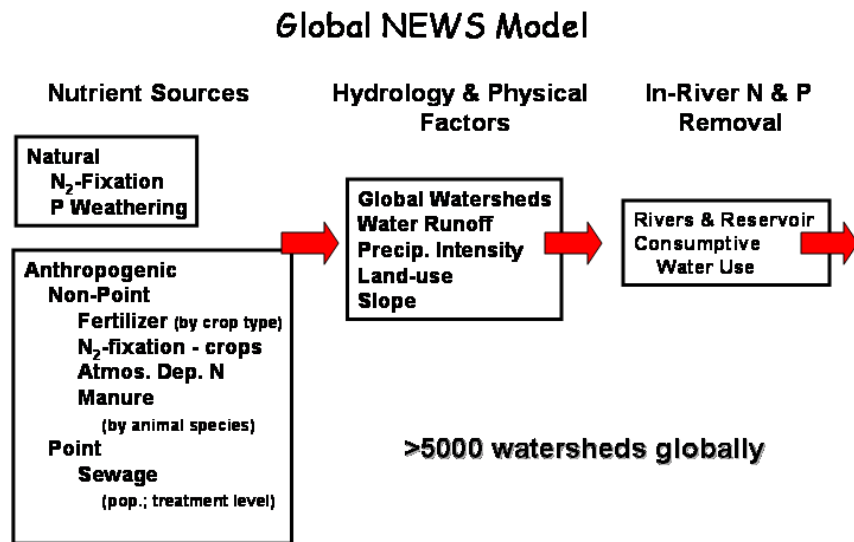 Global NEWS Model
Nutrient Sources
Natural
N₂-Fixation
P Weathering
Anthropogenic
Non-Point
Fertilizer (by crop type)
N₂-fixation - crops
Atmos. Dep. N
Manure
(by animal species)
Point
Sewage
(pop.; treatment level)
Hydrology & Physical
Factors
Global Watersheds
Water Runoff
Precip. Intensity
Land-use
Slope
In-River N & P
Removal
Rivers & Reservoir
Consumptive
Water Use
>5000 watersheds globally